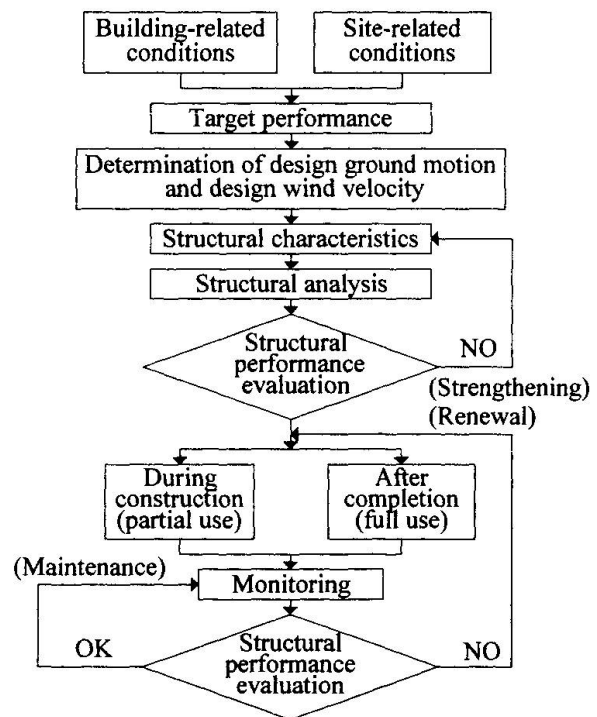 Building-related
conditions
Site-related
conditions
Target performance
Determination of design ground motion
and design wind velocity
Structural characteristics
Structural analysis
Structural
performance
evaluation
NO
(Strengthening)
(Renewal)
During
construction
(partial use)
After
completion
(full use)
(Maintenance)
Monitoring
OK
Structural
performance
evaluation
NO